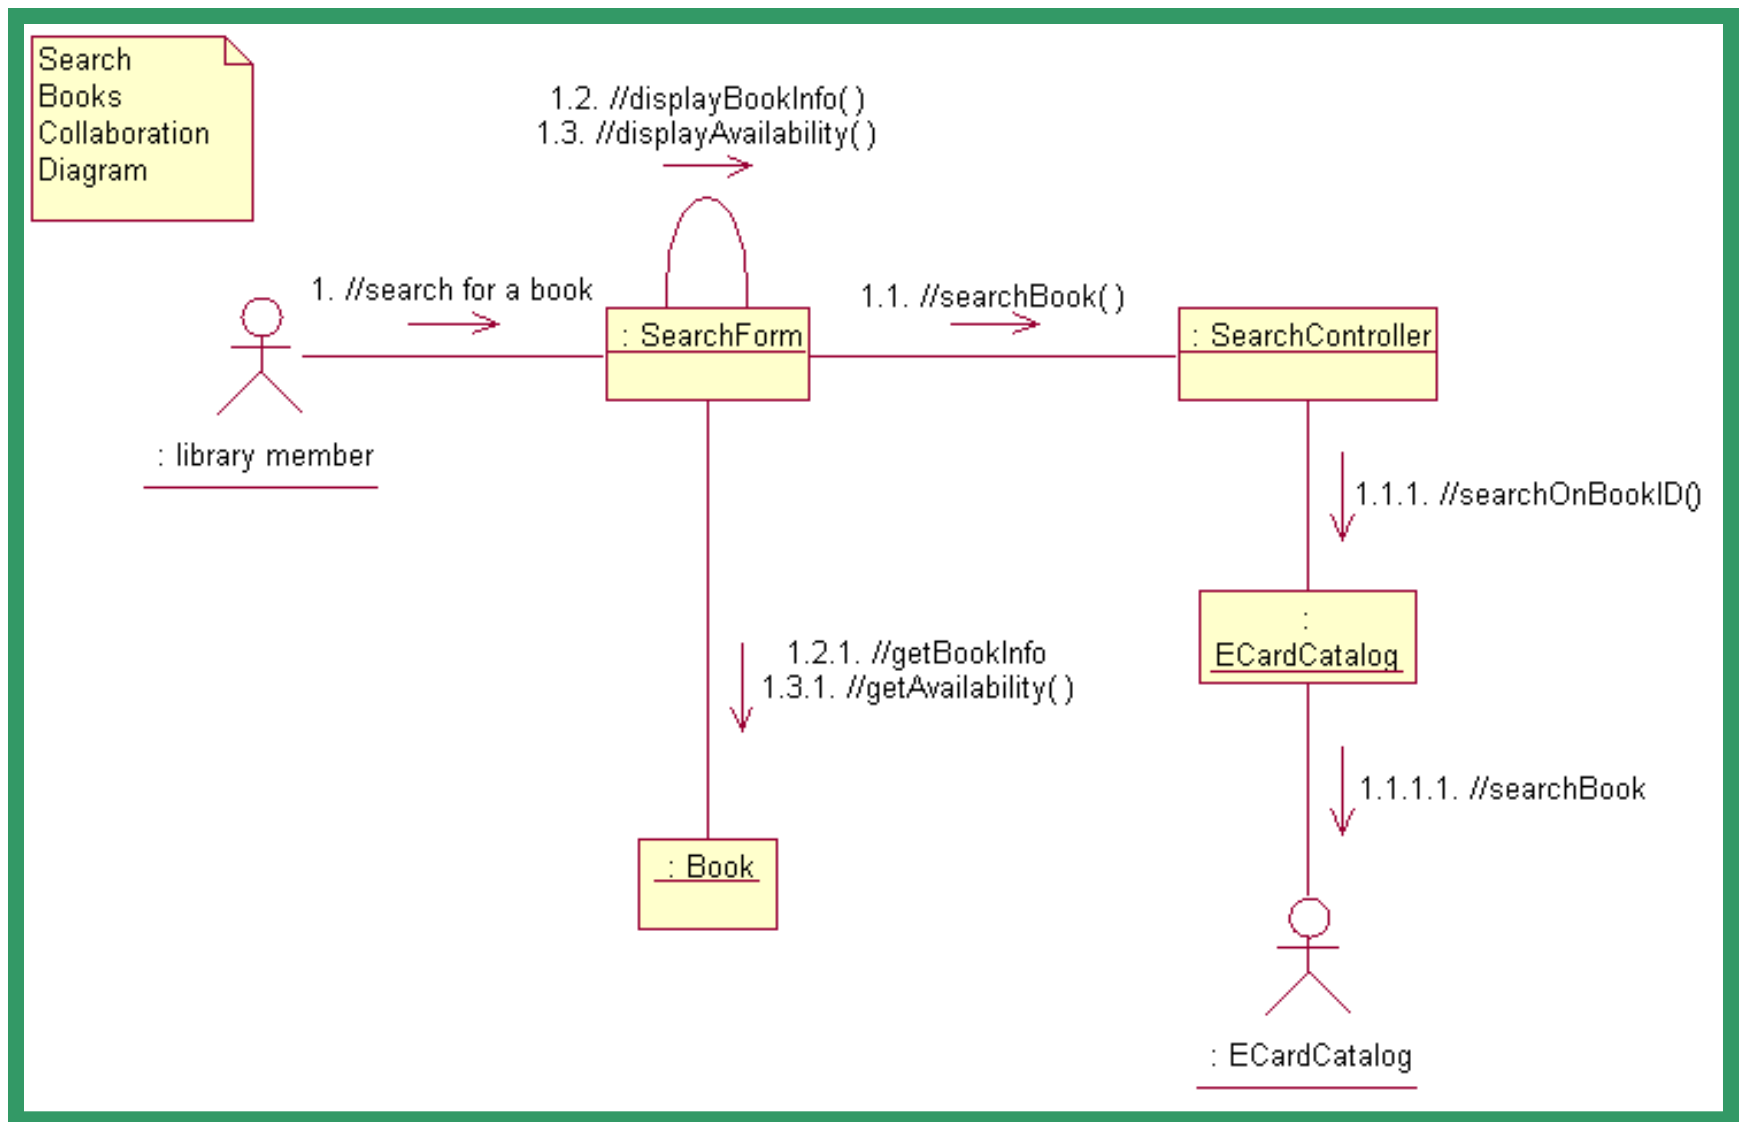 Search
Books
Collaboration
Diagram
1.2. //displayBookInfo( )
1.3. //displayAvailability( )
1. //search for a book
1.1. //searchBook( )
: SearchForm
: SearchController
: library member
1.1.1. //searchOnBookID()
:
ECardCatalog
1.2.1. //getBookInfo
1.3.1. //getAvailability( )
1.1.1.1. //searchBook
: Book
: ECardCatalog